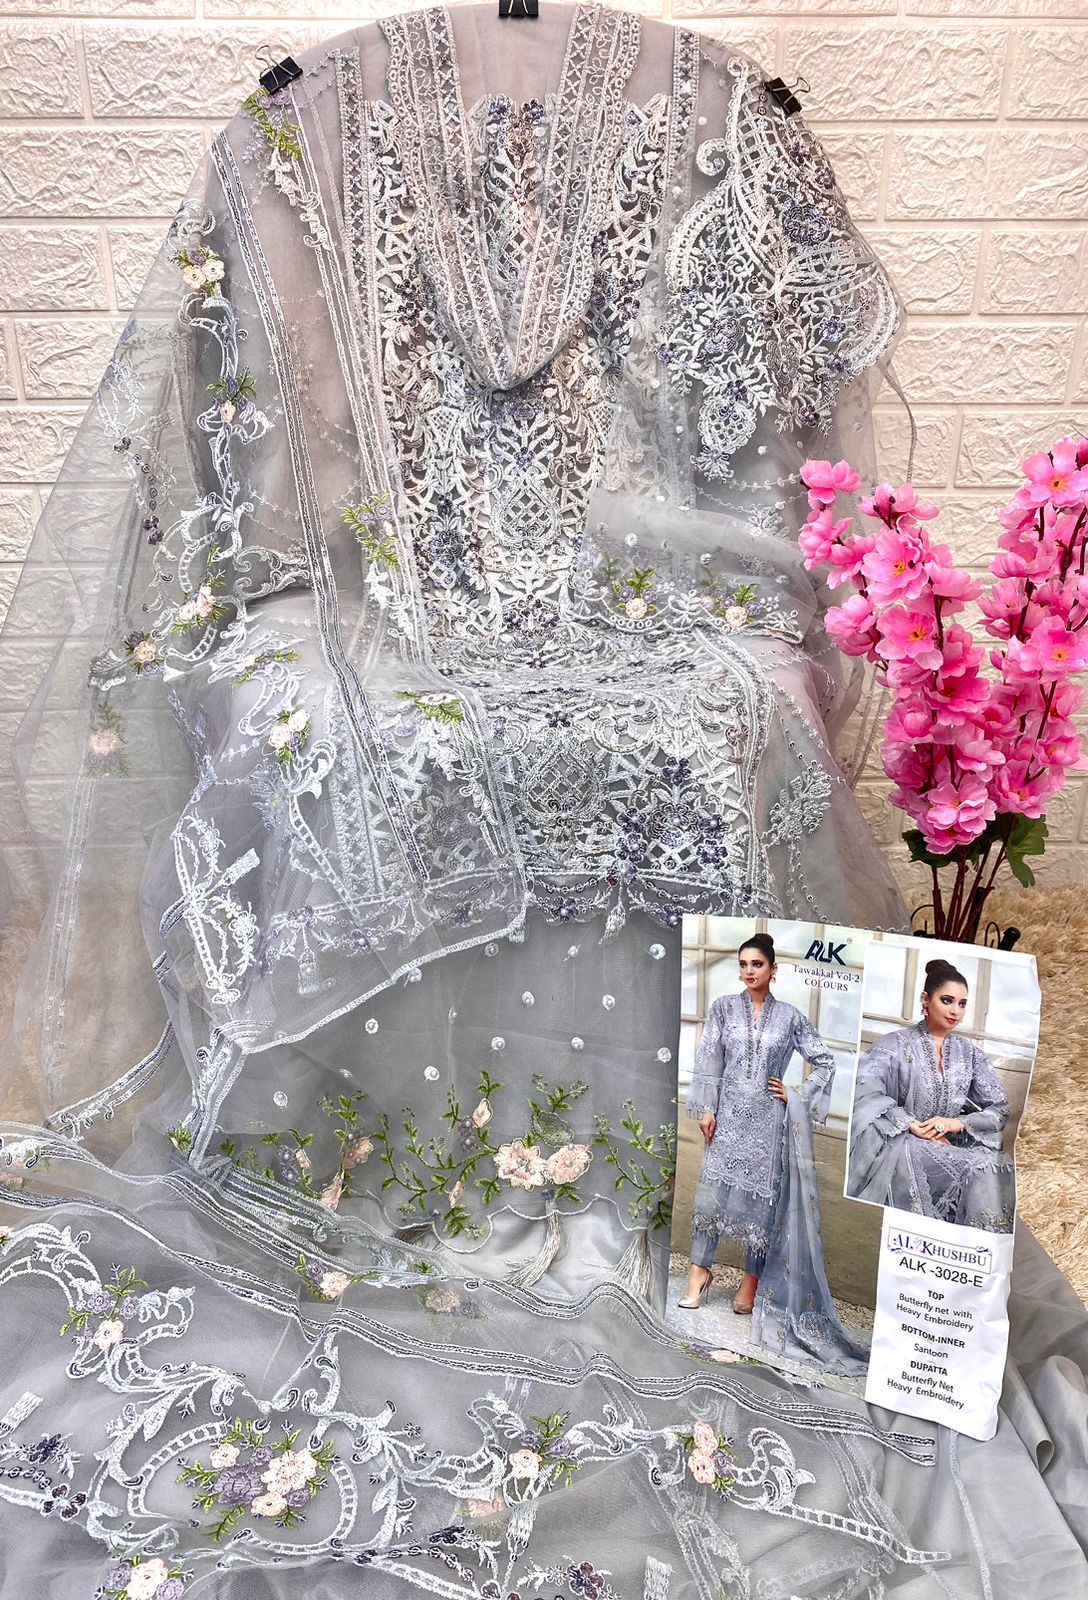 ALK
Tawakkal Vol-2
COLOURS
AL KHUSHBU
ALK -3028-E
TOP
Butterfly net with
Heavy Embroidery
BOTTOM-INNER
Santoon
DUPATTA
Butterfly Net
Heavy Embroidery